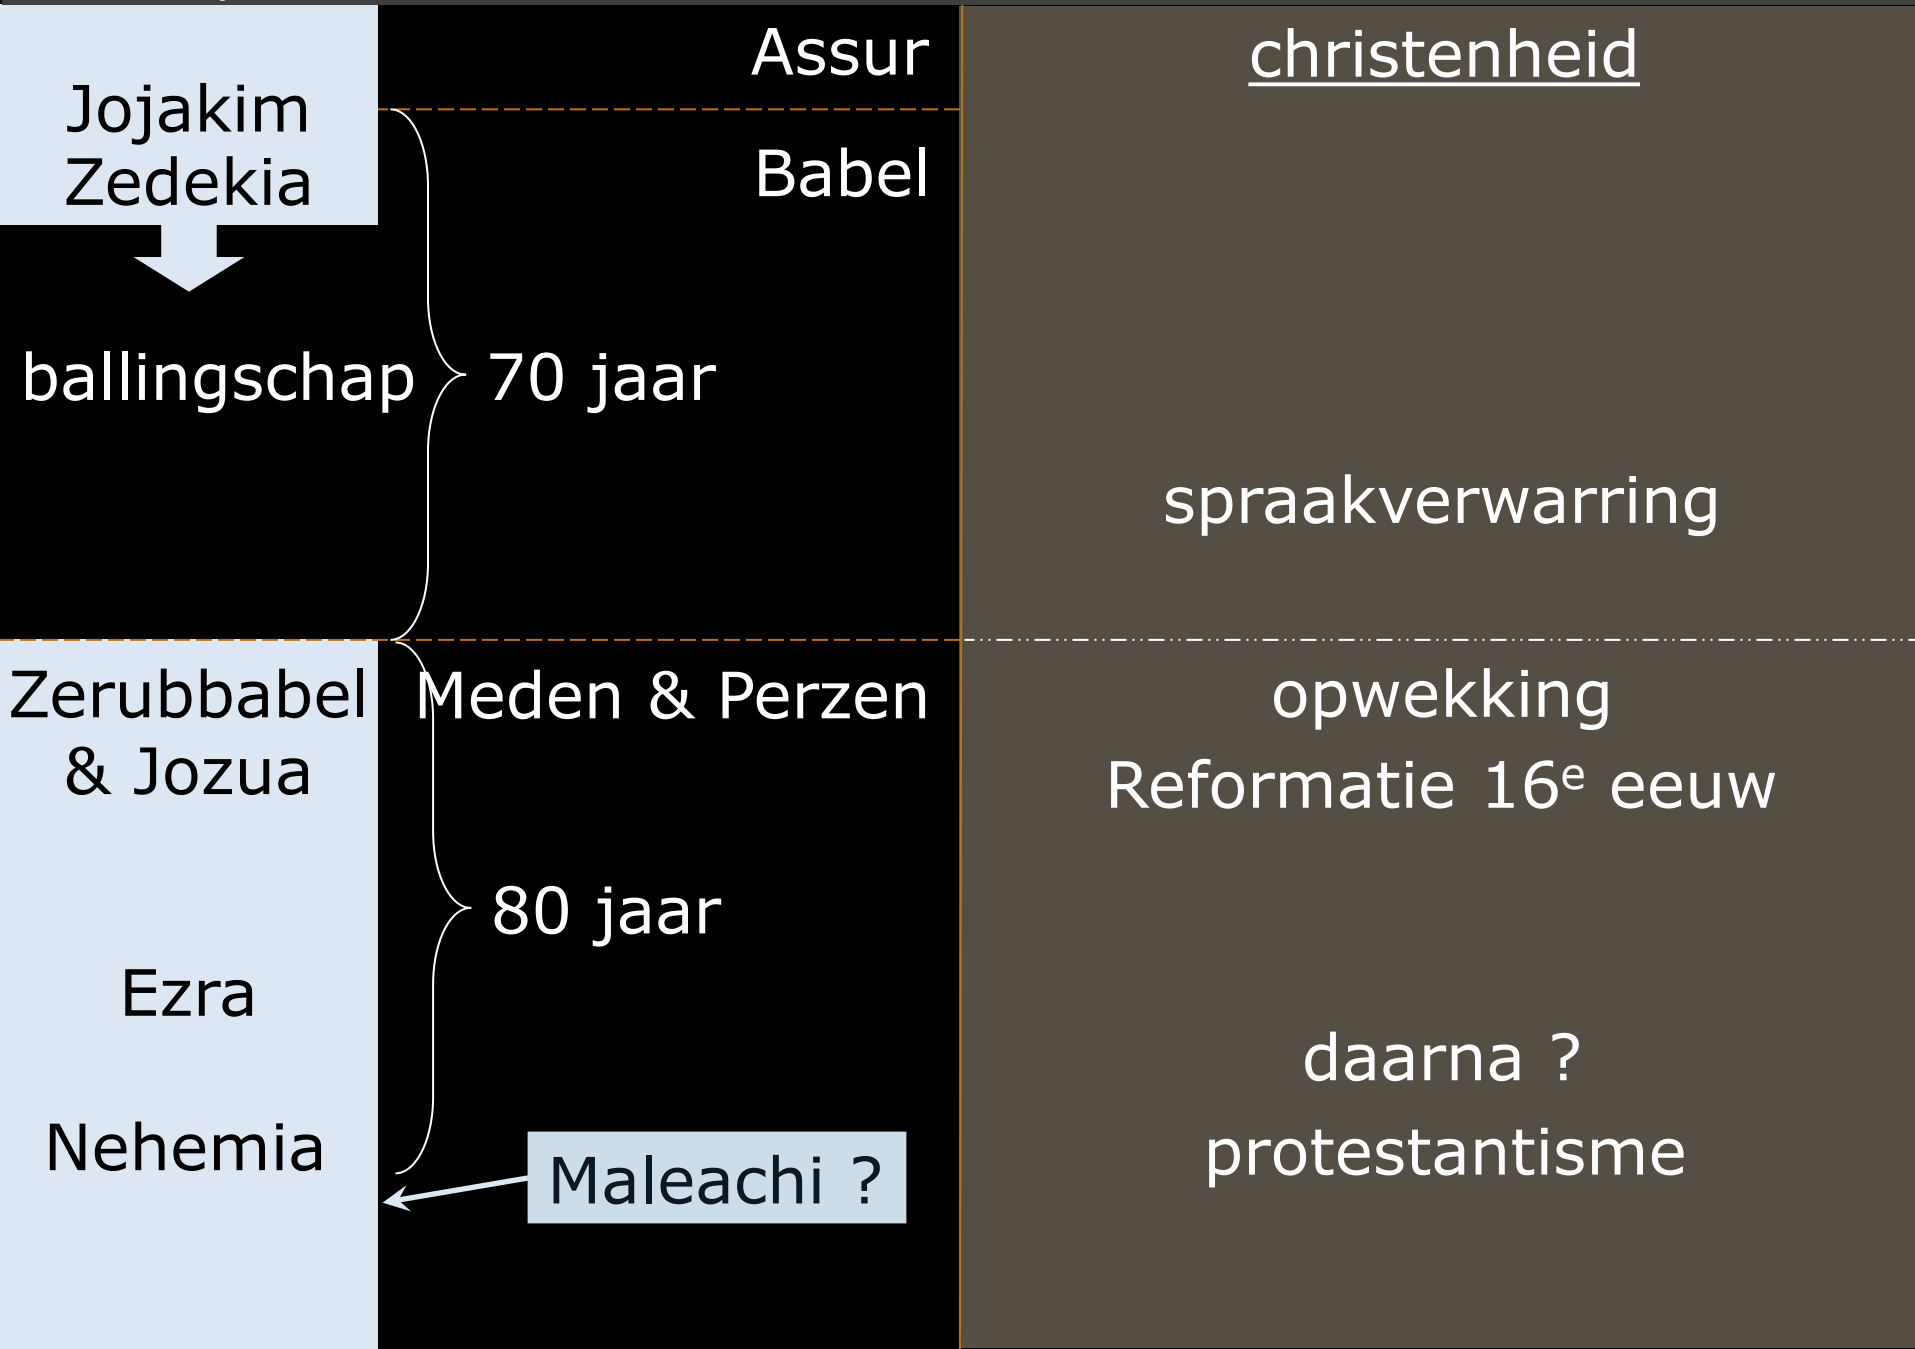 Assur
christenheid
Jojakim
Zedekia
Babel
ballingschap
70 jaar
spraakverwarring
Zerubbabel
& Jozua
Meden & Perzen
opwekking
Reformatie 16e eeuw
80 jaar
Ezra
Nehemia
Maleachi ?
daarna ?
protestantisme